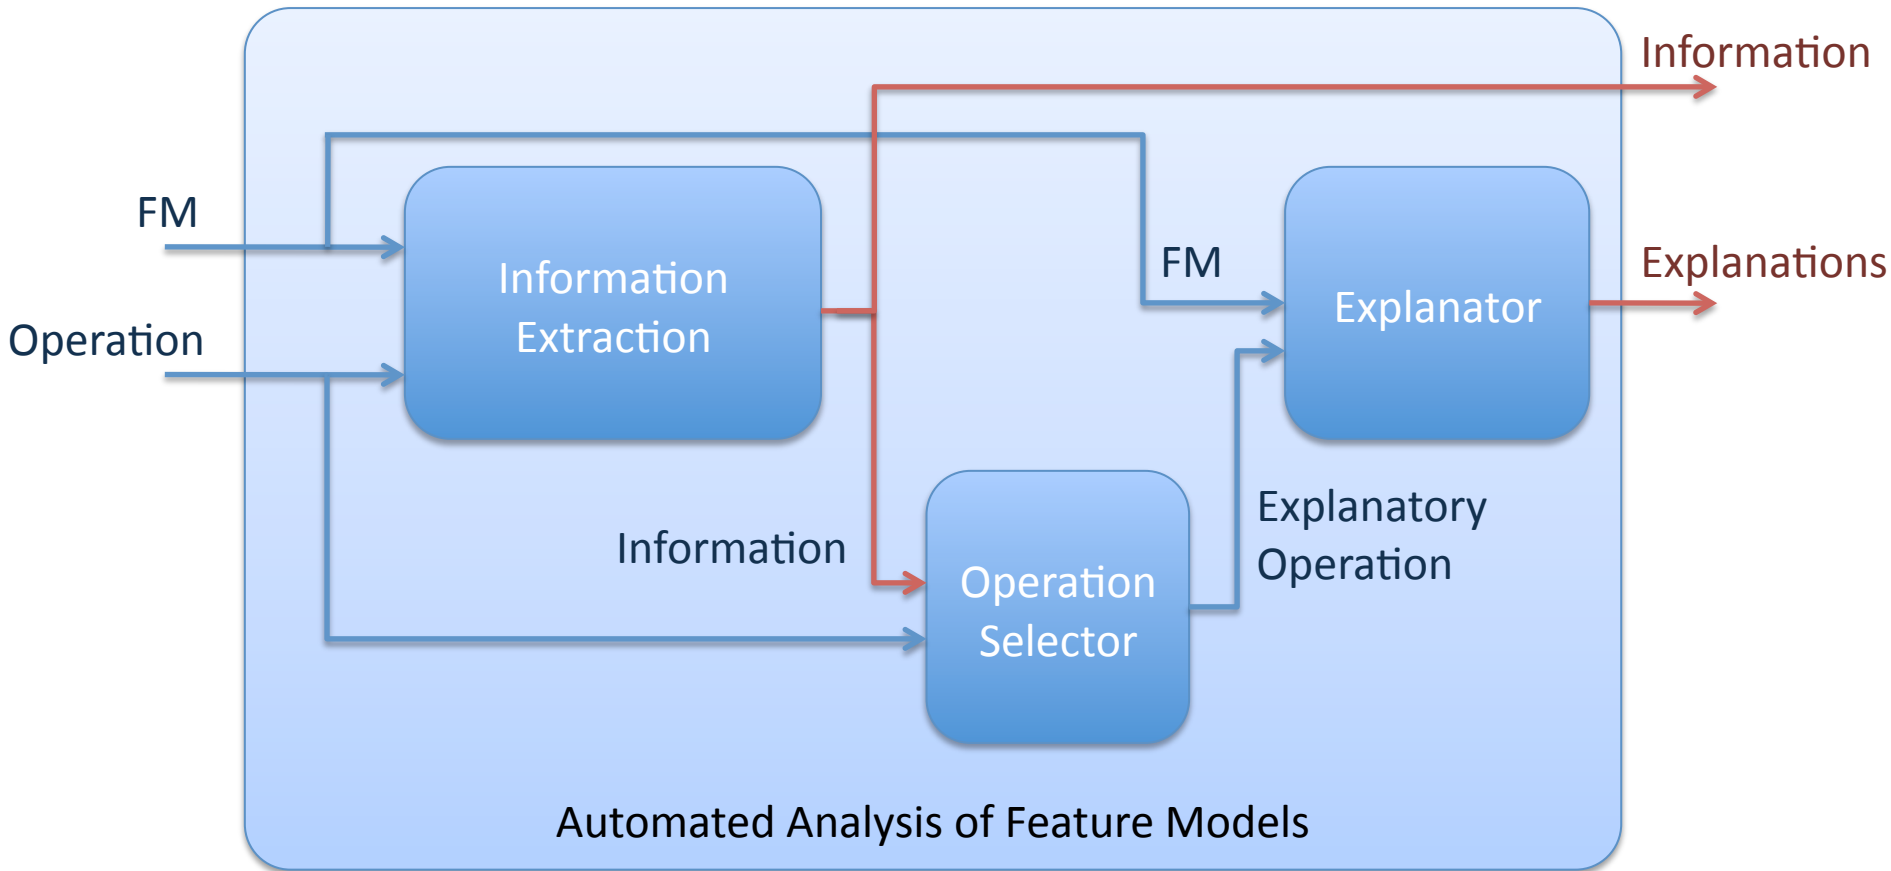 Information
FM
Information
Extraction
FM
Explanator
Explanations
Operation
Information
Operation
Selector
Explanatory
Operation
Automated Analysis of Feature Models